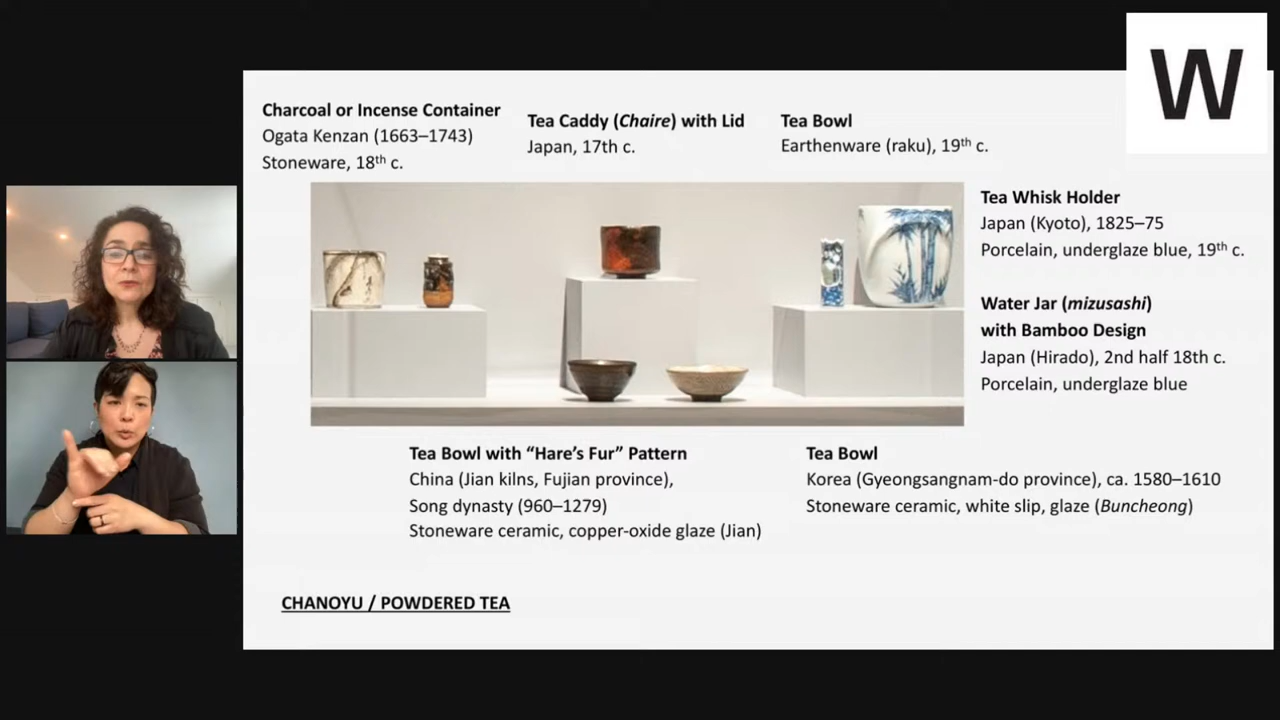 W
Charcoal or Incense Container
Ogata Kenzan (1663–1743)
Stoneware, 18th c.
Tea Caddy (Chaire) with Lid
Japan, 17th c.
Tea Bowl
Earthenware (raku), 19th c.
Tea Whisk Holder
Japan (Kyoto), 1825–75
Porcelain, underglaze blue, 19th c.
Water Jar (mizusashi)
with Bamboo Design
Japan (Hirado), 2nd half 18th c.
Porcelain, underglaze blue
Tea Bowl with “Hare’s Fur” Pattern
China (Jian kilns, Fujian province),
Song dynasty (960–1279)
Stoneware ceramic, copper-oxide glaze (Jian)
Tea Bowl
Korea (Gyeongsangnam-do province), ca. 1580–1610
Stoneware ceramic, white slip, glaze (Buncheong)
CHANOYU / POWDERED TEA